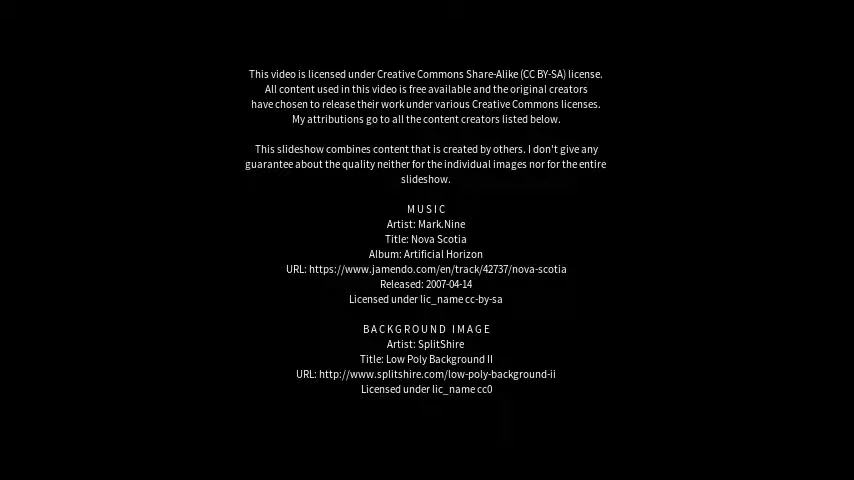 This video is licensed under Creative Commons Share-Alike (CC BY-SA) license.
All content used in this video is free available and the original creators
have chosen to release their work under various Creative Commons licenses.
My attributions go to all the content creators listed below.
This slideshow combines content that is created by others. I don't give any
guarantee about the quality neither for the individual images nor for the entire
slideshow.
MUSIC
Artist: Mark.Nine
Title: Nova Scotia
Album: Artificial Horizon
URL: https://www.jamendo.com/en/track/42737/nova-scotia
Released: 2007-04-14
Licensed under lic_name cc-by-sa
BACKGROUND IMAGE
Artist: SplitShire
Title: Low Poly Background II
URL: http://www.splitshire.com/low-poly-background-ii
Licensed under lic_name cc0